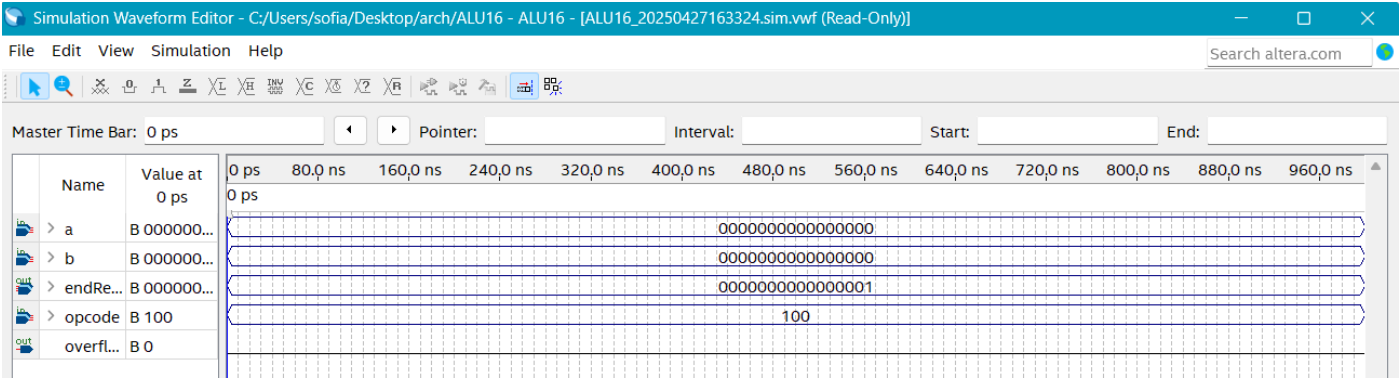 Simulation Waveform Editor - C:/Users/sofia/Desktop/arch/ALU16 - ALU16 - [ALU16_20250427163324.sim.vwf (Read-Only)]
File Edit View Simulation Help
Search altera.com
Master Time Bar: 0 ps Pointer: Interval: Start: End:
Name Value at 0 ps 0 ps 80,0 ns 160,0 ns 240,0 ns 320,0 ns 400,0 ns 480,0 ns 560,0 ns 640,0 ns 720,0 ns 800,0 ns 880,0 ns 960,0 ns
0 ps
a B 000000... 0000000000000000
b B 000000... 0000000000000000
endRe... B 000000... 0000000000000001
opcode B 100 100
overfl... B 0